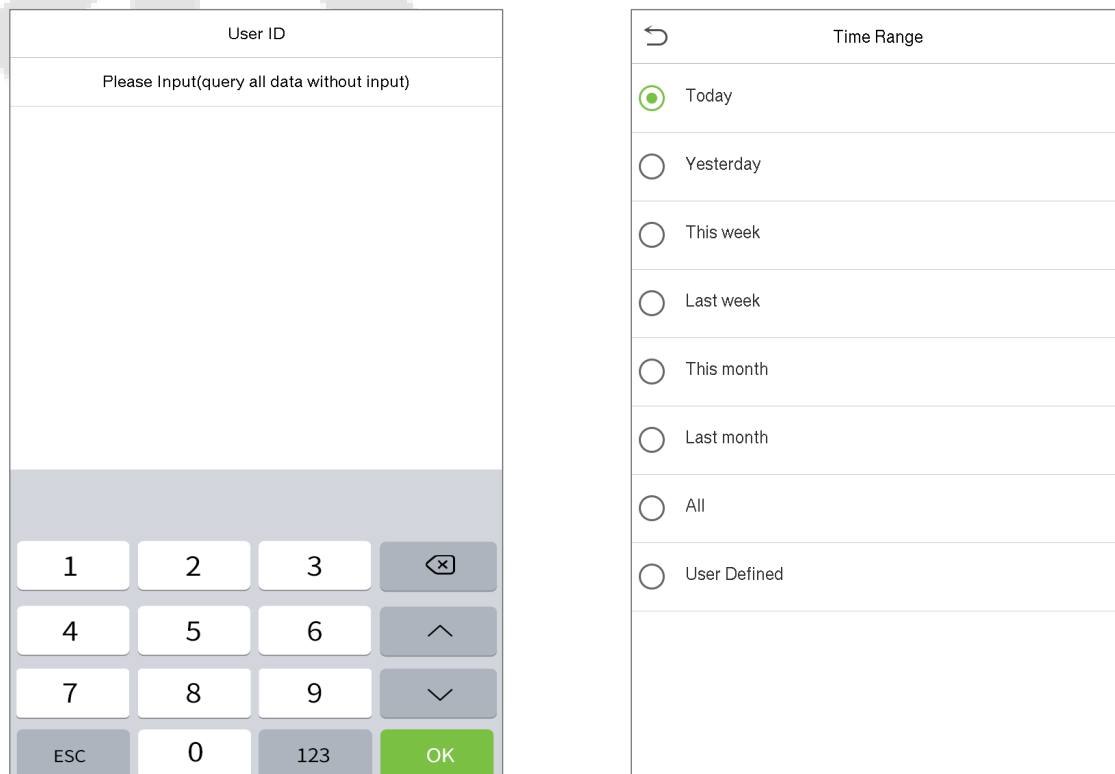 User ID
Please Input(query all data without input)
1 2 3
4 5 6
7 8 9
ESC 0 123 OK
Time Range
Today
Yesterday
This week
Last week
This month
Last month
All
User Defined